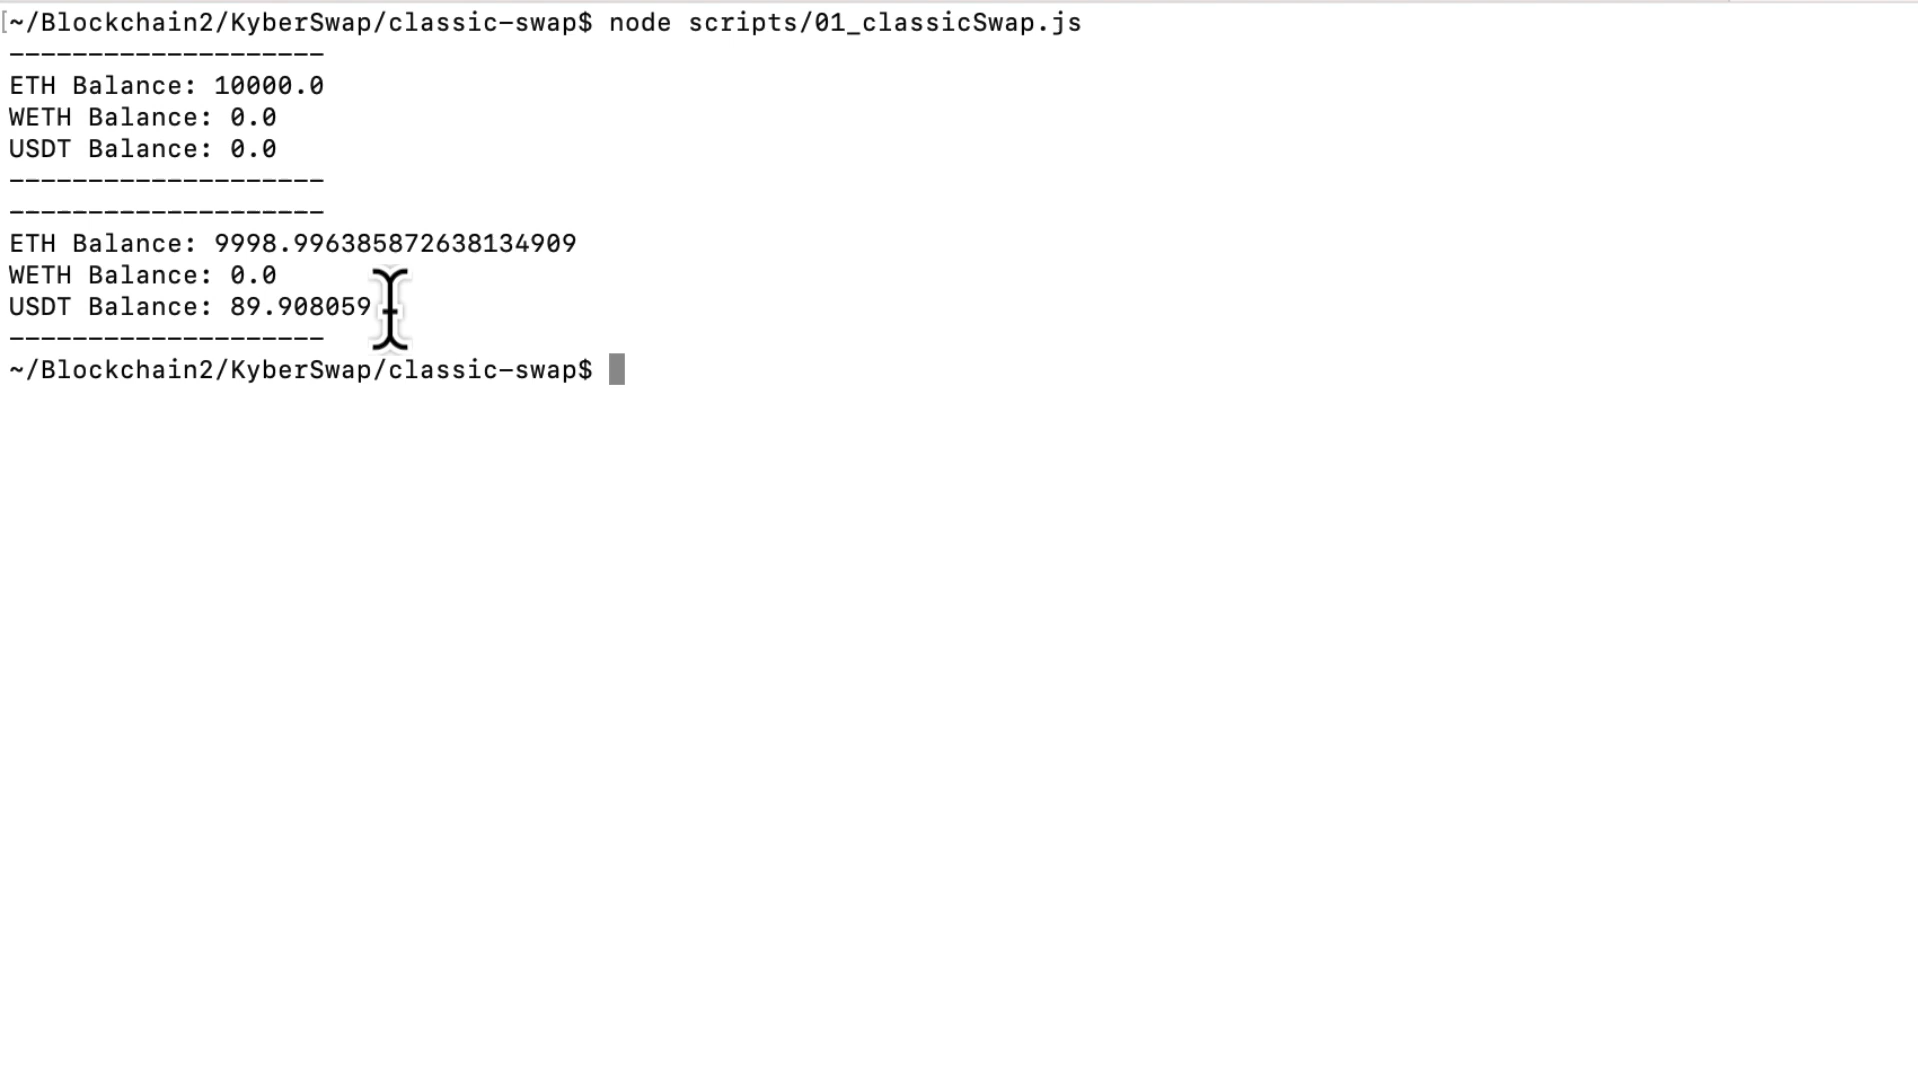 [~/Blockchain2/KyberSwap/classic-swap$ node scripts/01_classicSwap.js
--------------------
ETH Balance: 10000.0
WETH Balance: 0.0
USDT Balance: 0.0
--------------------
--------------------
ETH Balance: 9998.996385872638134909
WETH Balance: 0.0
USDT Balance: 89.908059
--------------------
~/Blockchain2/KyberSwap/classic-swap$